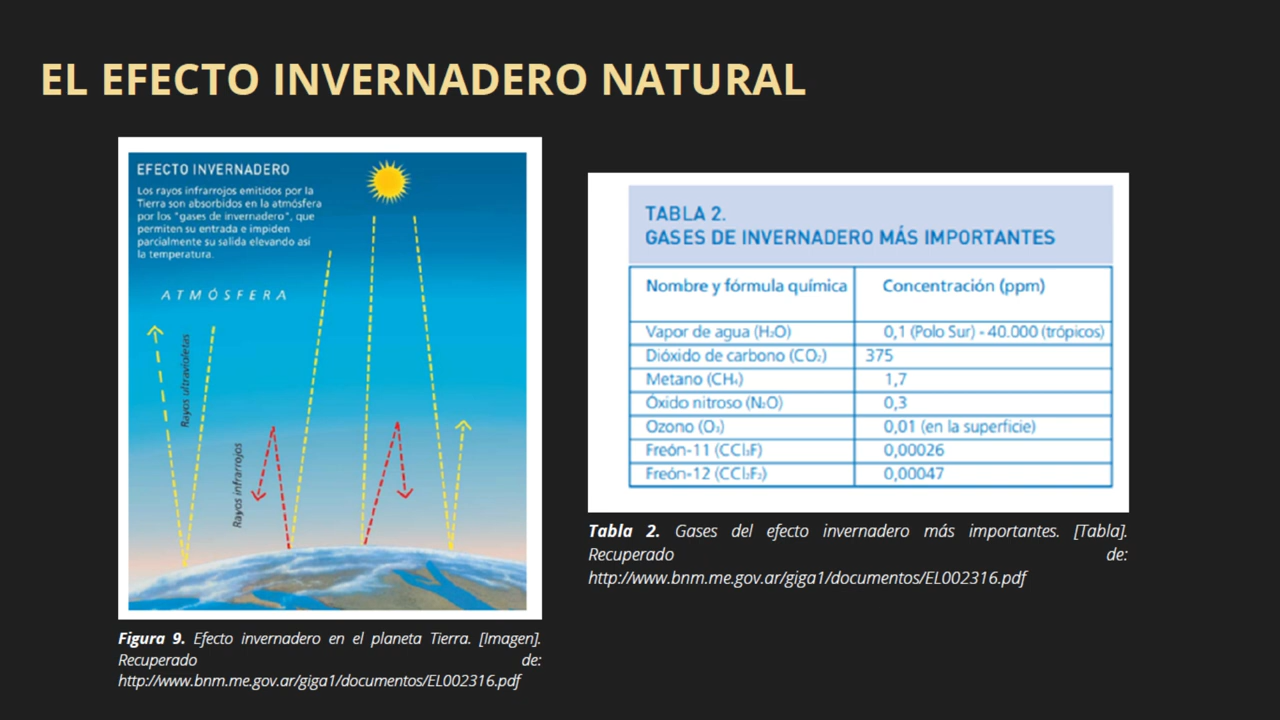 EL EFECTO INVERNADERO NATURAL
EFECTO INVERNADERO
Los rayos infrarrojos emitidos por la
Tierra son absorbidos en la atmósfera
por los "gases de invernadero", que
permiten su entrada e impiden
parcialmente su salida elevando así
la temperatura.
ATMÓSFERA
Rayos ultravioletas
Rayos infrarrojos
Figura 9. Efecto invernadero en el planeta Tierra. [Imagen].
Recuperado de:
http://www.bnm.me.gov.ar/giga1/documentos/EL002316.pdf
TABLA 2.
GASES DE INVERNADERO MÁS IMPORTANTES
Nombre y fórmula química Concentración (ppm)
Vapor de agua (H₂O) 0,1 (Polo Sur) - 40.000 (trópicos)
Dióxido de carbono (CO₂) 375
Metano (CH₄) 1,7
Óxido nitroso (N₂O) 0,3
Ozono (O₃) 0,01 (en la superficie)
Freón-11 (CCl₃F) 0,00026
Freón-12 (CCl₂F₂) 0,00047
Tabla 2. Gases del efecto invernadero más importantes. [Tabla].
Recuperado de:
http://www.bnm.me.gov.ar/giga1/documentos/EL002316.pdf